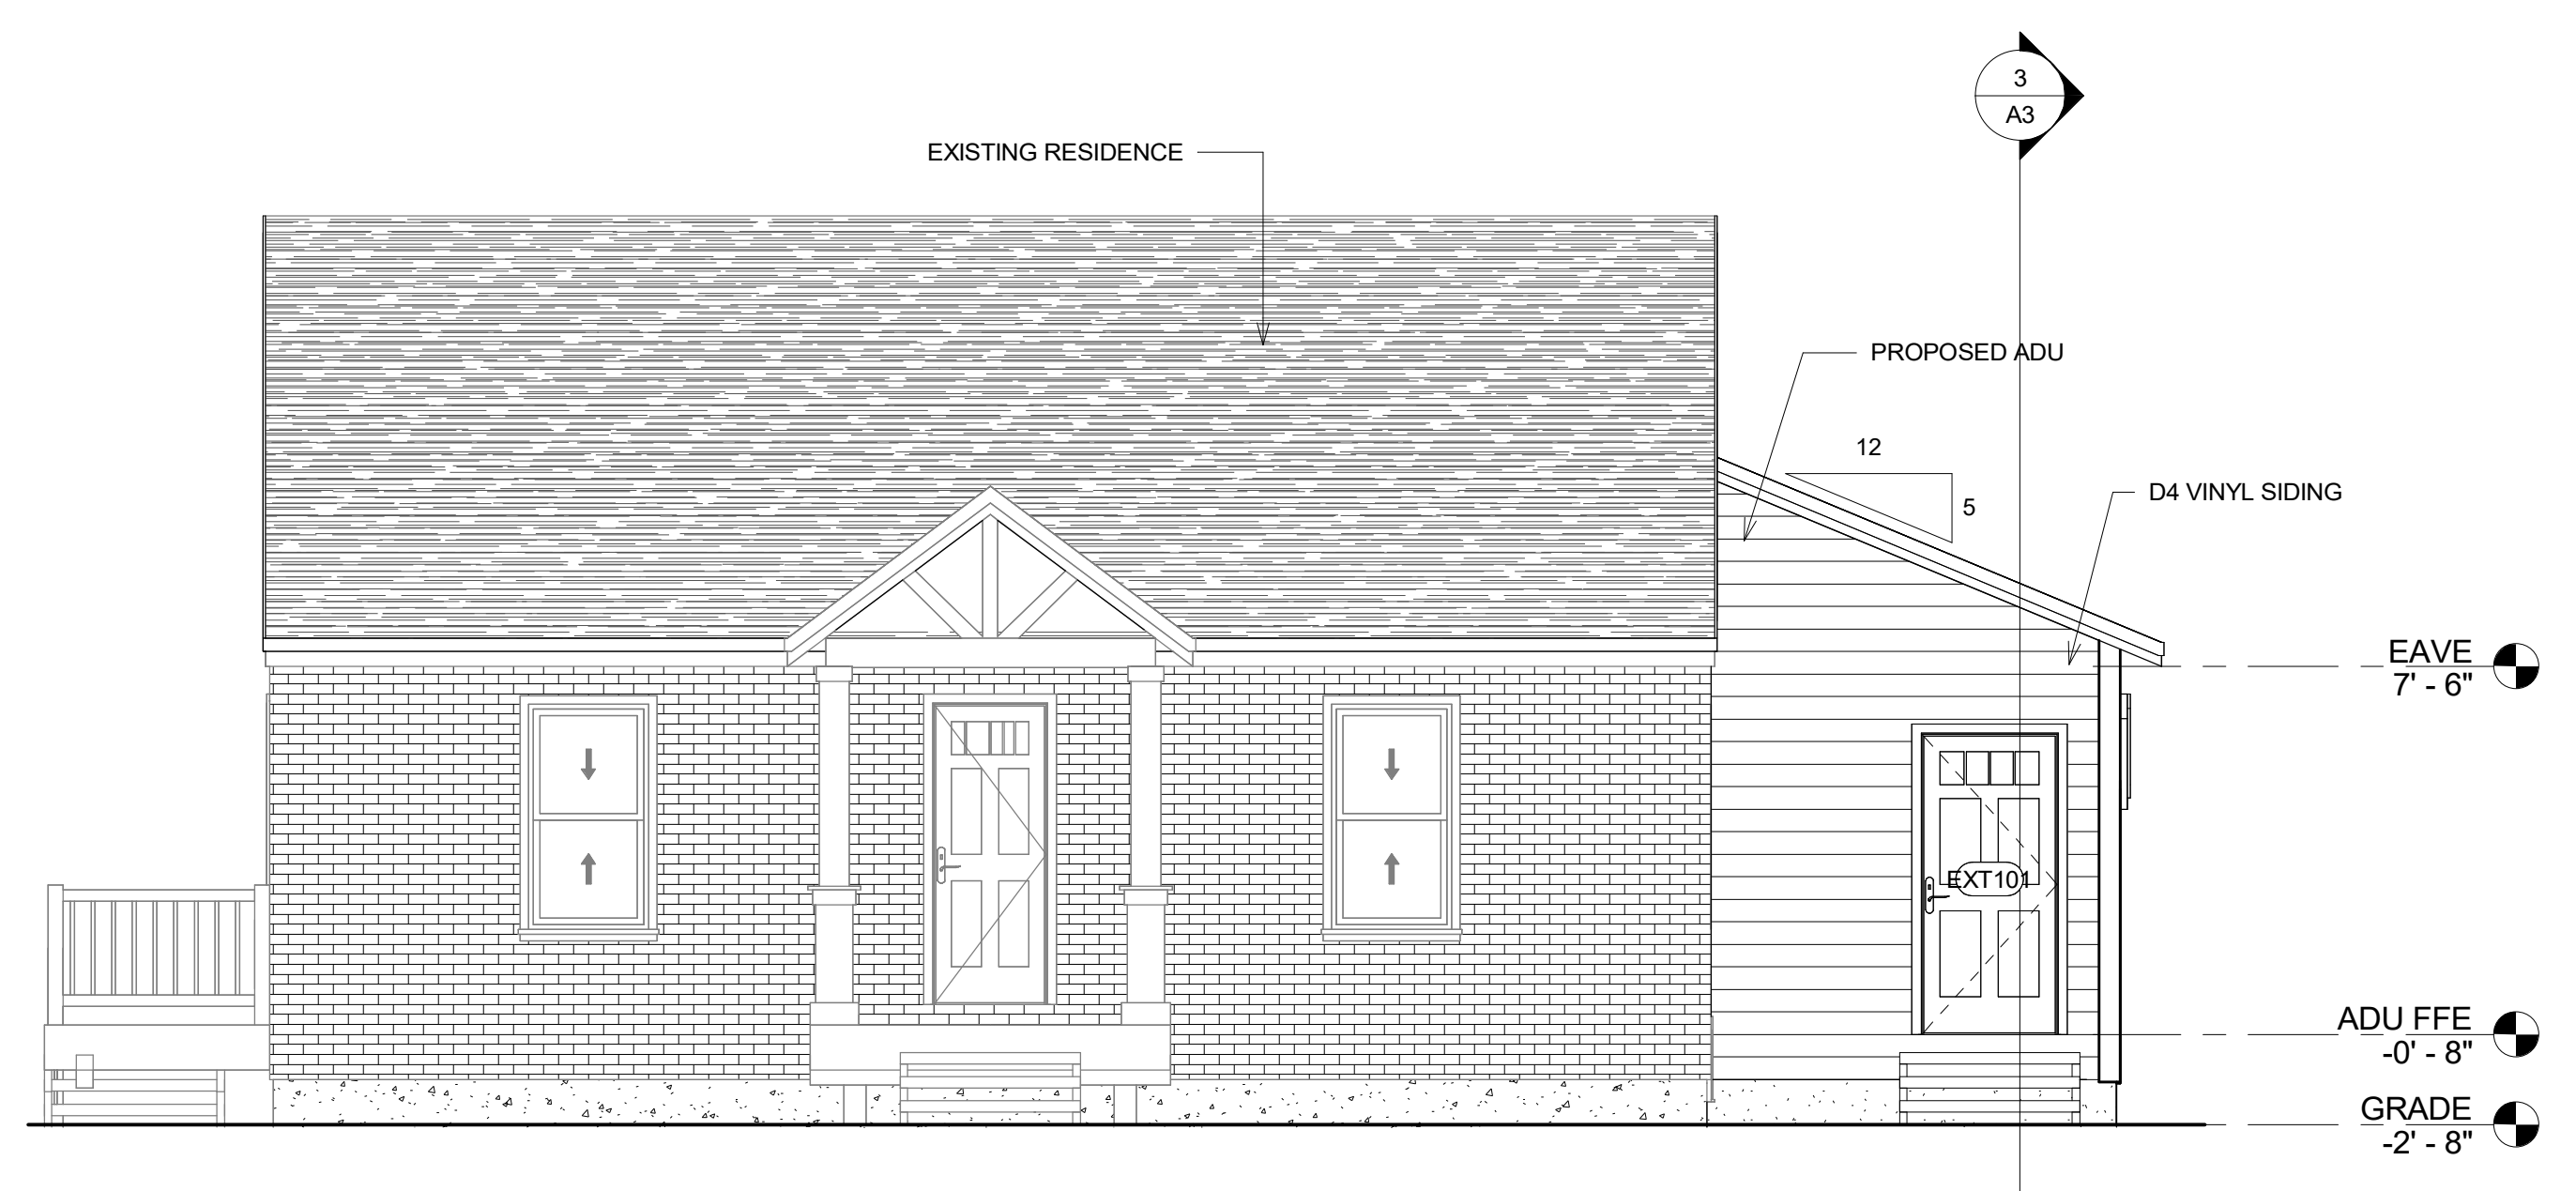 3
A3
EXISTING RESIDENCE
PROPOSED ADU
12
5
D4 VINYL SIDING
EAVE
7' - 6"
EXT101
ADU FFE
-0' - 8"
GRADE
-2' - 8"